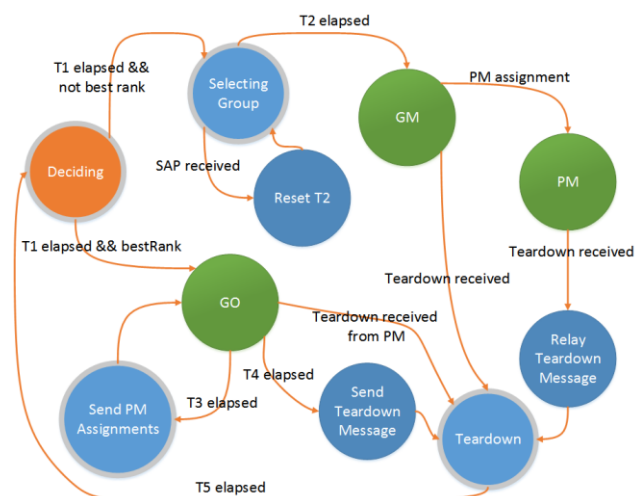 T2 elapsed
T1 elapsed &&
not best rank
Selecting
Group
PM assignment
GM
SAP received
Deciding
Reset T2
PM
T1 elapsed && bestRank
Teardown received
Teardown received
GO
Teardown received
from PM
Relay
Teardown
Message
T4 elapsed
T3 elapsed
Send PM
Assignments
Send
Teardown
Message
Teardown
T5 elapsed